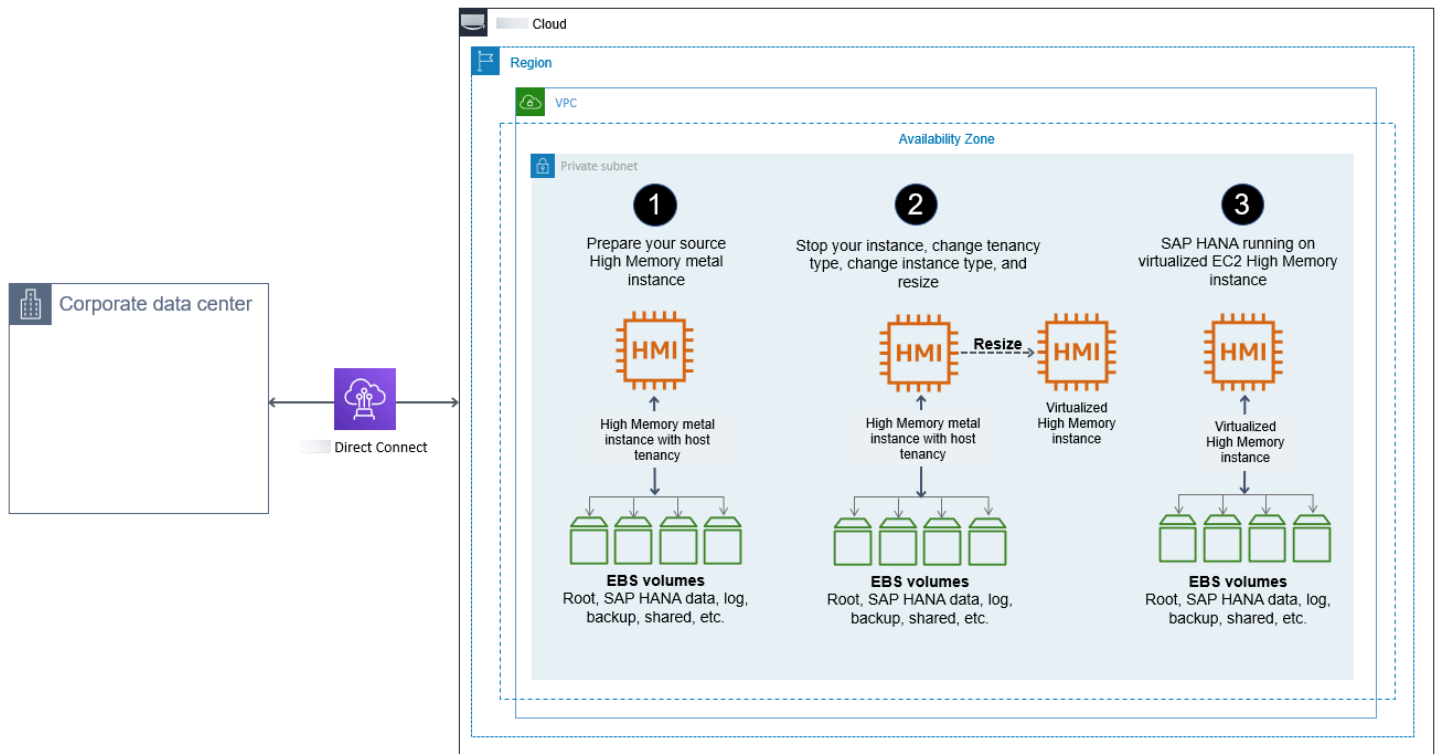 Cloud
Region
VPC
Availability Zone
Private subnet
1
Prepare your source
High Memory metal
instance
2
Stop your instance, change tenancy
type, change instance type, and
resize
3
SAP HANA running on
virtualized EC2 High Memory
instance
Corporate data center
Direct Connect
HMI
High Memory metal
instance with host
tenancy
EBS volumes
Root, SAP HANA data, log,
backup, shared, etc.
HMI
Resize
HMI
High Memory metal
instance with host
tenancy
Virtualized
High Memory
instance
EBS volumes
Root, SAP HANA data, log,
backup, shared, etc.
HMI
Virtualized
High Memory
instance
EBS volumes
Root, SAP HANA data, log,
backup, shared, etc.